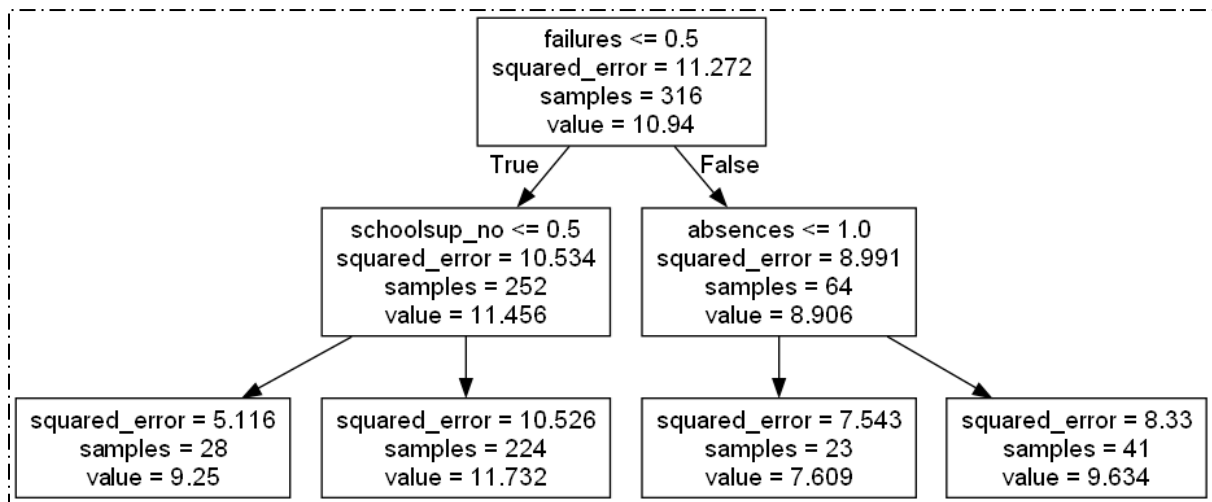 failures <= 0.5
squared_error = 11.272
samples = 316
value = 10.94
True
False
schoolsup_no <= 0.5
squared_error = 10.534
samples = 252
value = 11.456
absences <= 1.0
squared_error = 8.991
samples = 64
value = 8.906
squared_error = 5.116
samples = 28
value = 9.25
squared_error = 10.526
samples = 224
value = 11.732
squared_error = 7.543
samples = 23
value = 7.609
squared_error = 8.33
samples = 41
value = 9.634